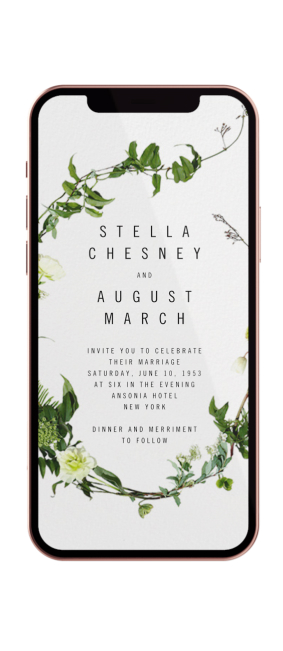 STELLA
CHESNEY
AND
AUGUST
MARCH
INVITE YOU TO CELEBRATE
THEIR MARRIAGE
SATURDAY, JUNE 10, 1953
AT SIX IN THE EVENING
ANSONIA HOTEL
NEW YORK
DINNER AND MERRIMENT
TO FOLLOW